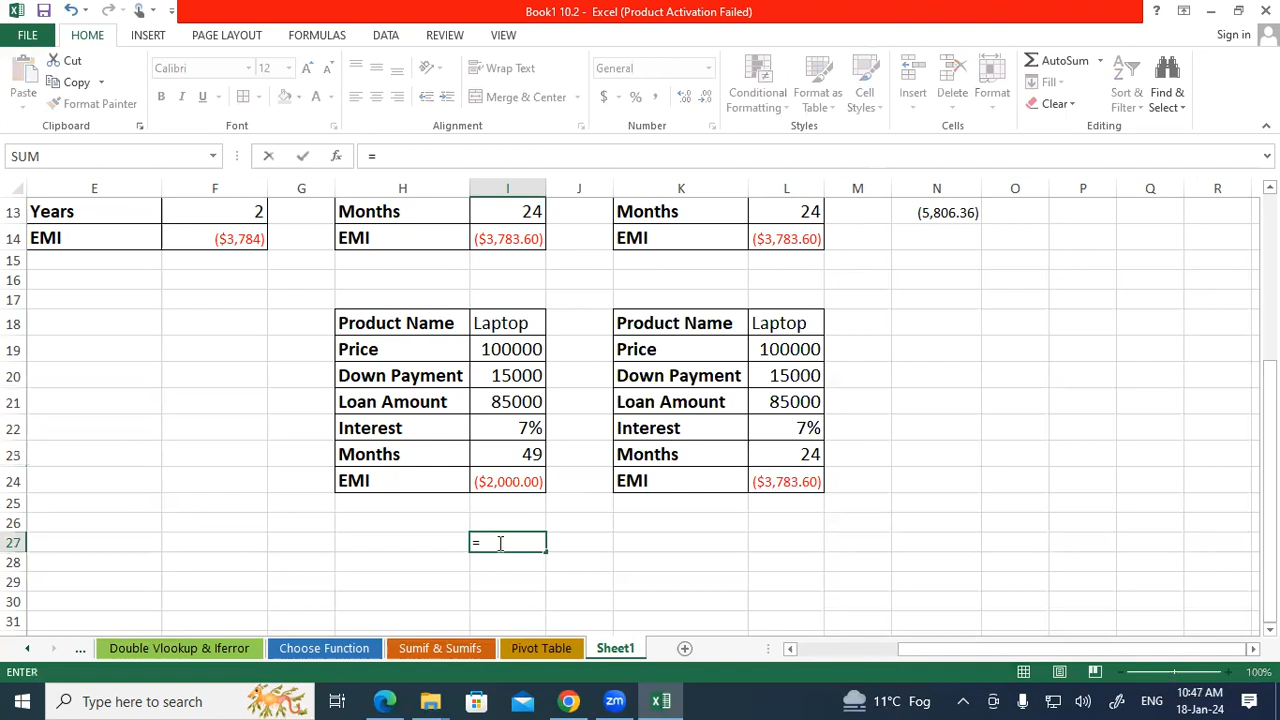 Book1 10.2 - Excel (Product Activation Failed)
?
FILE HOME INSERT PAGE LAYOUT FORMULAS DATA REVIEW VIEW Sign in
Paste Cut Copy Format Painter Clipboard
Calibri 12 B I U A Font
Wrap Text Merge & Center Alignment
General $ % , Number
Conditional Formatting Format as Table Cell Styles Styles
Insert Delete Format Cells
AutoSum Fill Clear Sort & Filter Find & Select Editing
SUM fx =
E F G H I J K L M N O P Q R
13 Years 2 Months 24 Months 24 (5,806.36)
14 EMI ($3,784) EMI ($3,783.60) EMI ($3,783.60)
15
16
17
18 Product Name Laptop Product Name Laptop
19 Price 100000 Price 100000
20 Down Payment 15000 Down Payment 15000
21 Loan Amount 85000 Loan Amount 85000
22 Interest 7% Interest 7%
23 Months 49 Months 24
24 EMI ($2,000.00) EMI ($3,783.60)
25
26
27 =
28
29
30
31
... Double Vlookup & Iferror Choose Function Sumif & Sumifs Pivot Table Sheet1
ENTER 100%
Type here to search 11°C Fog ENG 10:47 AM
18-Jan-24